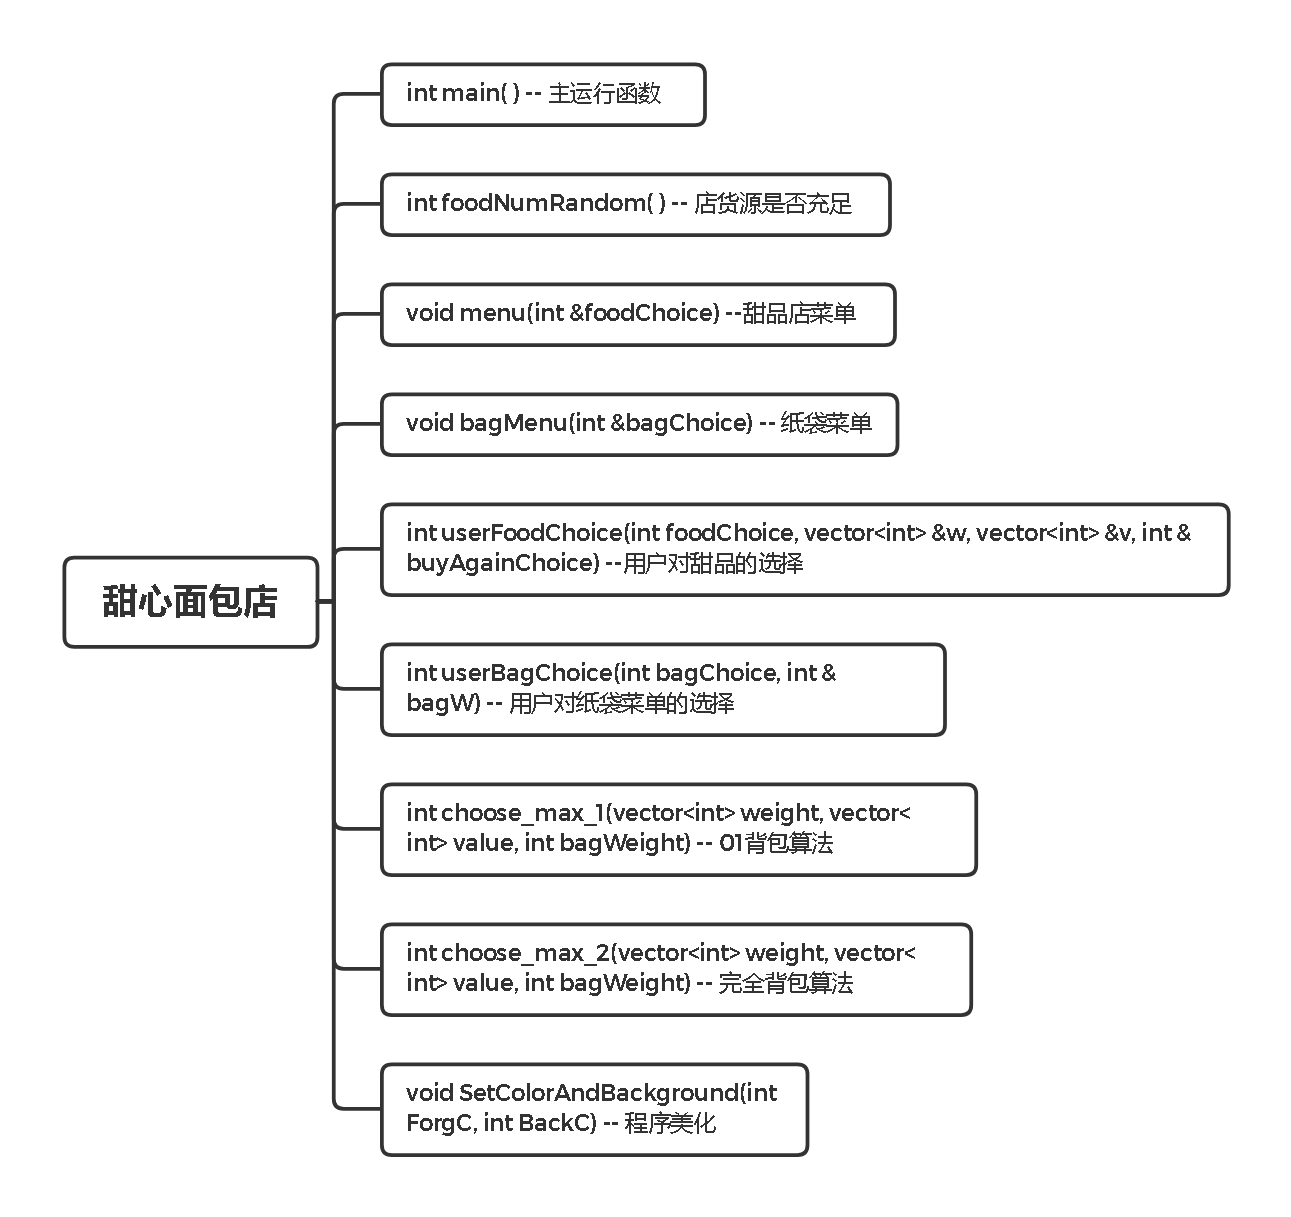 int main( ) -- 主运行函数
int foodNumRandom( ) -- 店货源是否充足
void menu(int &foodChoice) --甜品店菜单
void bagMenu(int &bagChoice) -- 纸袋菜单
int userFoodChoice(int foodChoice, vector<int> &w, vector<int> &v, int &
buyAgainChoice) --用户对甜品的选择
甜心面包店
int userBagChoice(int bagChoice, int &
bagW) -- 用户对纸袋菜单的选择
int choose_max_1(vector<int> weight, vector<
int> value, int bagWeight) -- 01背包算法
int choose_max_2(vector<int> weight, vector<
int> value, int bagWeight) -- 完全背包算法
void SetColorAndBackground(int
ForgC, int BackC) -- 程序美化